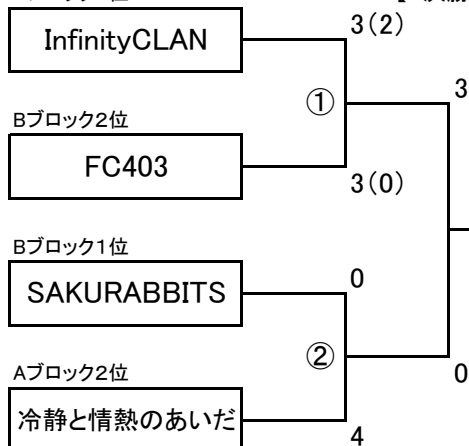 InfinityCLAN
3(2)
①
3
Bブロック2位
FC403
3(0)
Bブロック1位
SAKURABBITS
0
②
Aブロック2位
0
冷静と情熱のあいだ
4